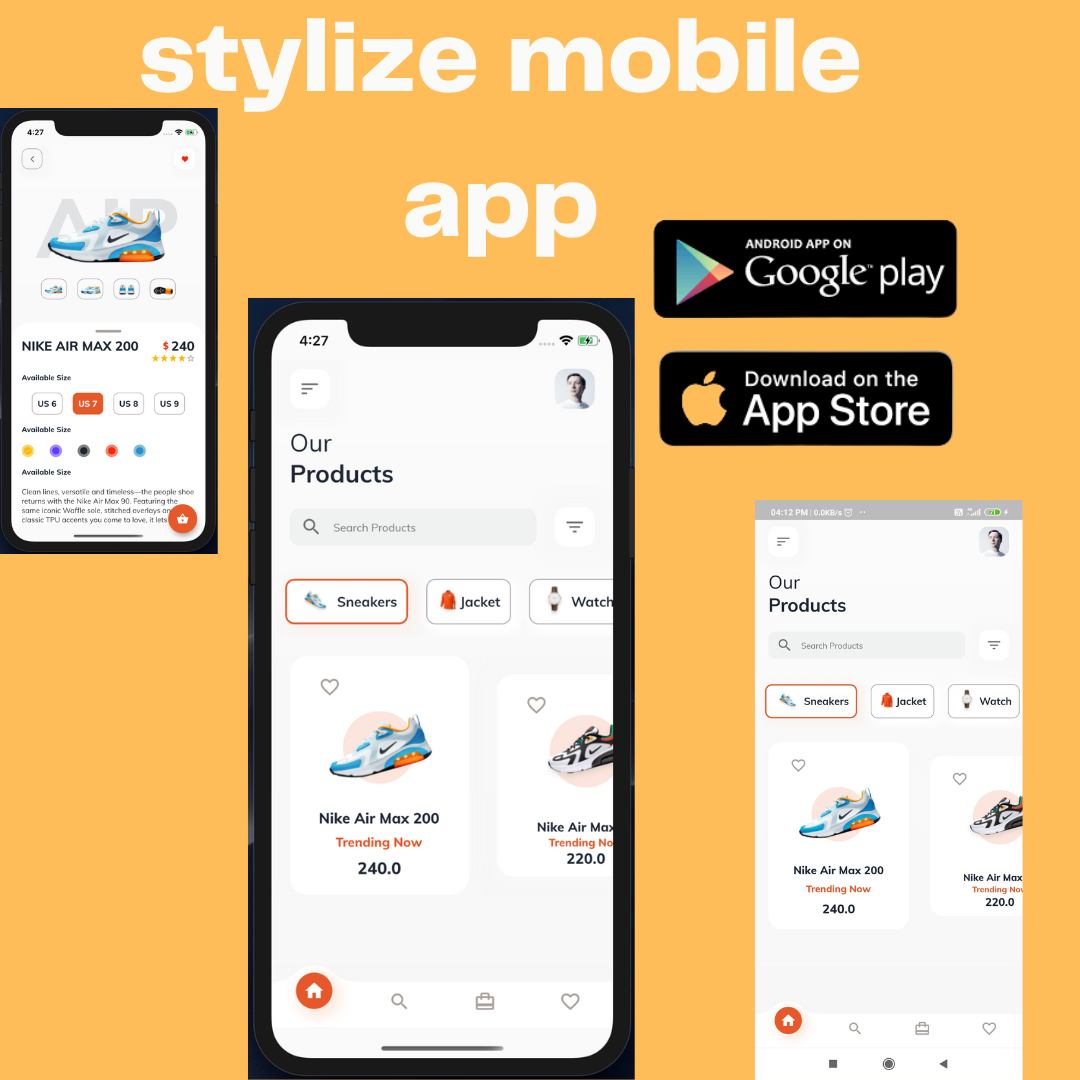 stylize mobile
app
4:27
AIR
NIKE AIR MAX 200
$ 240
Available Size
US 6
US 7
US 8
US 9
Available Size
Available Size
Clean lines, versatile and timeless—the people shoe
returns with the Nike Air Max 90. Featuring the
same iconic Waffle sole, stitched overlays an
classic TPU accents you come to love, it lets
4:27
Our
Products
Search Products
Sneakers
Jacket
Watch
Nike Air Max 200
Trending Now
240.0
Nike Air Max
Trending No
220.0
ANDROID APP ON
Google™ play
Download on the
App Store
04:12 PM | 0.0KB/s
Our
Products
Search Products
Sneakers
Jacket
Watch
Nike Air Max 200
Trending Now
240.0
Nike Air Max
Trending Now
220.0